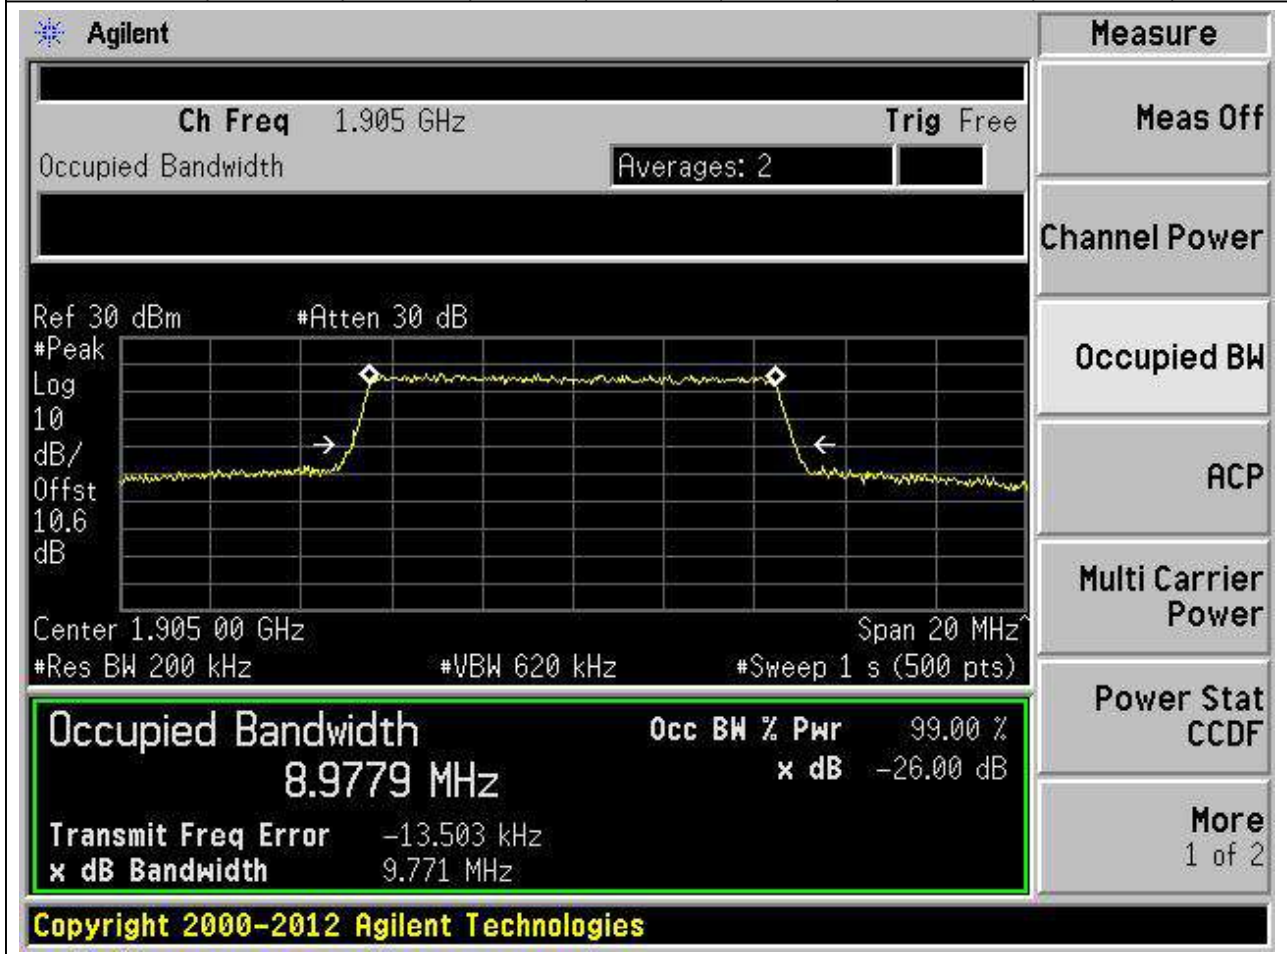 Agilent
Measure
Ch Freq 1.905 GHz Trig Free
Occupied Bandwidth Averages: 2
Meas Off
Channel Power
Occupied BW
ACP
Multi Carrier
Power
Power Stat
CCDF
More
1 of 2
Ref 30 dBm #Atten 30 dB
#Peak
Log
10
dB/
Offst
10.6
dB
Center 1.905 00 GHz Span 20 MHz^
#Res BW 200 kHz #VBW 620 kHz #Sweep 1 s (500 pts)
Occupied Bandwidth Occ BW % Pwr 99.00 %
8.9779 MHz x dB -26.00 dB
Transmit Freq Error -13.503 kHz
x dB Bandwidth 9.771 MHz
Copyright 2000-2012 Agilent Technologies